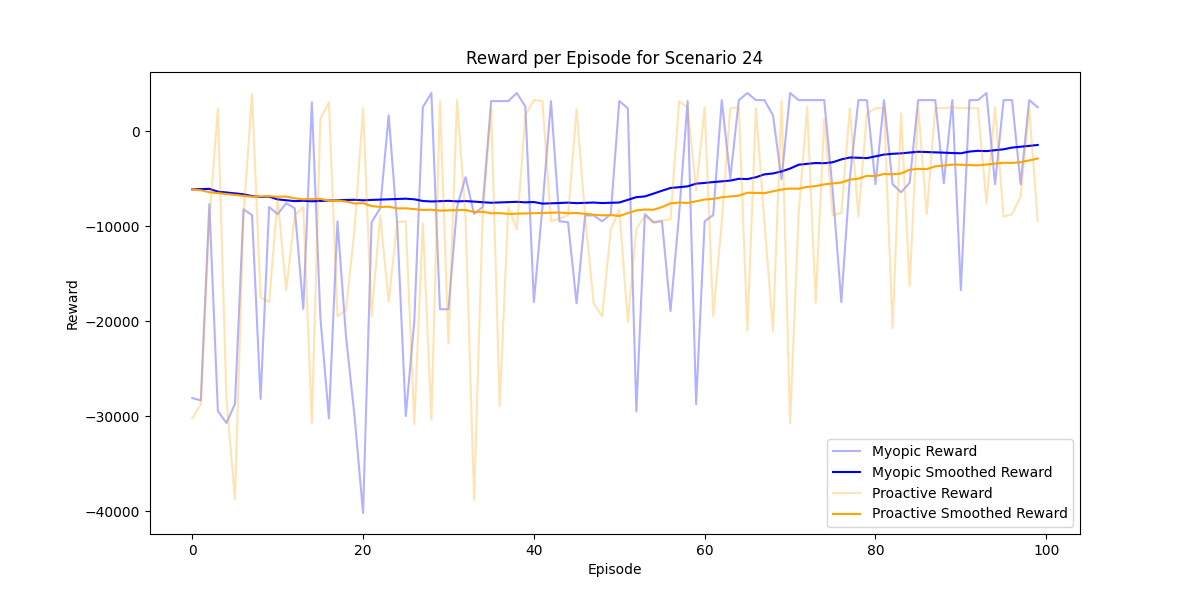 Reward per Episode for Scenario 24
Reward
0
−10000
−20000
−30000
−40000
0
20
40
60
80
100
Episode
Myopic Reward
Myopic Smoothed Reward
Proactive Reward
Proactive Smoothed Reward